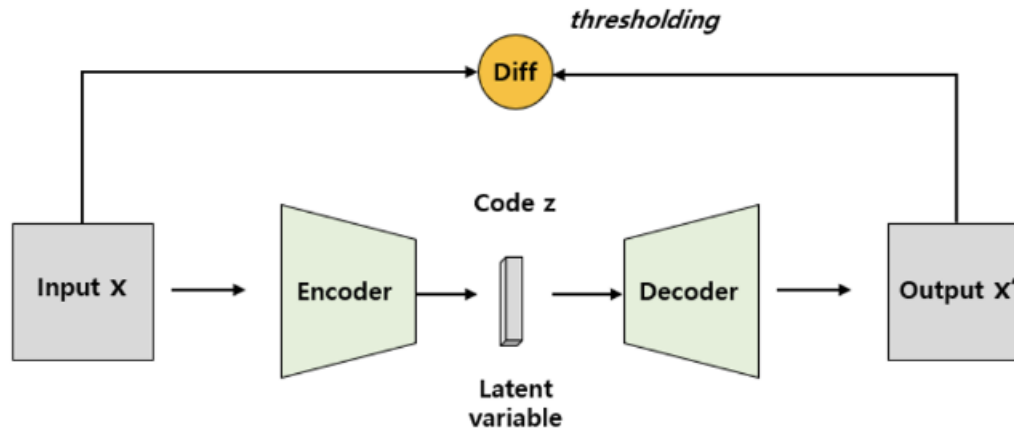 thresholding
Diff
Code z
Input X
Encoder
Decoder
Output X'
Latent
variable